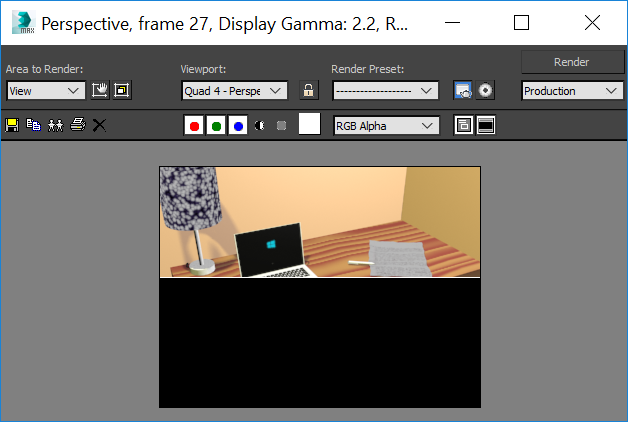 MAX
Perspective, frame 27, Display Gamma: 2.2, R...
Area to Render:
Viewport:
Render Preset:
Render
View
Quad 4 - Perspe
--------------------
Production
RGB Alpha